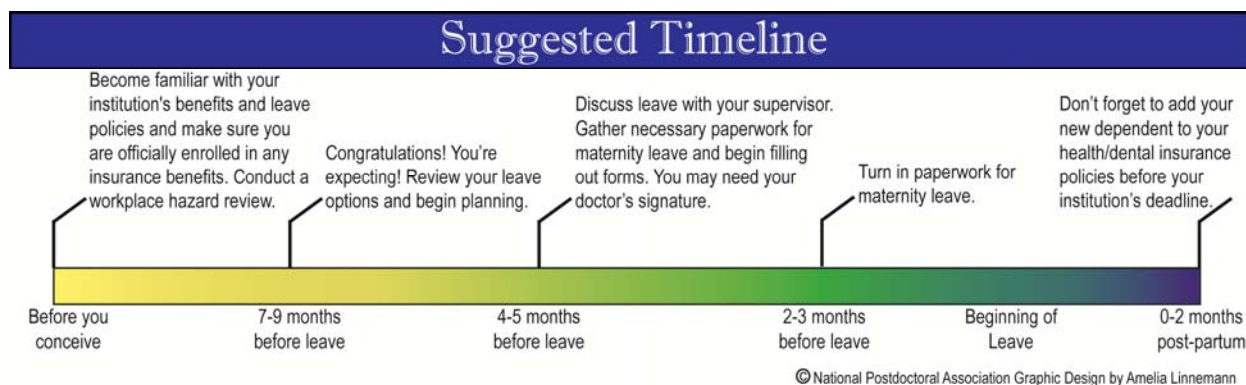 Suggested Timeline
Become familiar with your
institution's benefits and leave
policies and make sure you
are officially enrolled in any
insurance benefits. Conduct a
workplace hazard review.
Congratulations! You're
expecting! Review your leave
options and begin planning.
Discuss leave with your supervisor.
Gather necessary paperwork for
maternity leave and begin filling
out forms. You may need your
doctor's signature.
Turn in paperwork for
maternity leave.
Don't forget to add your
new dependent to your
health/dental insurance
policies before your
institution's deadline.
Before you
conceive
7-9 months
before leave
4-5 months
before leave
2-3 months
before leave
Beginning of
Leave
0-2 months
post-partum
© National Postdoctoral Association Graphic Design by Amelia Linnemann